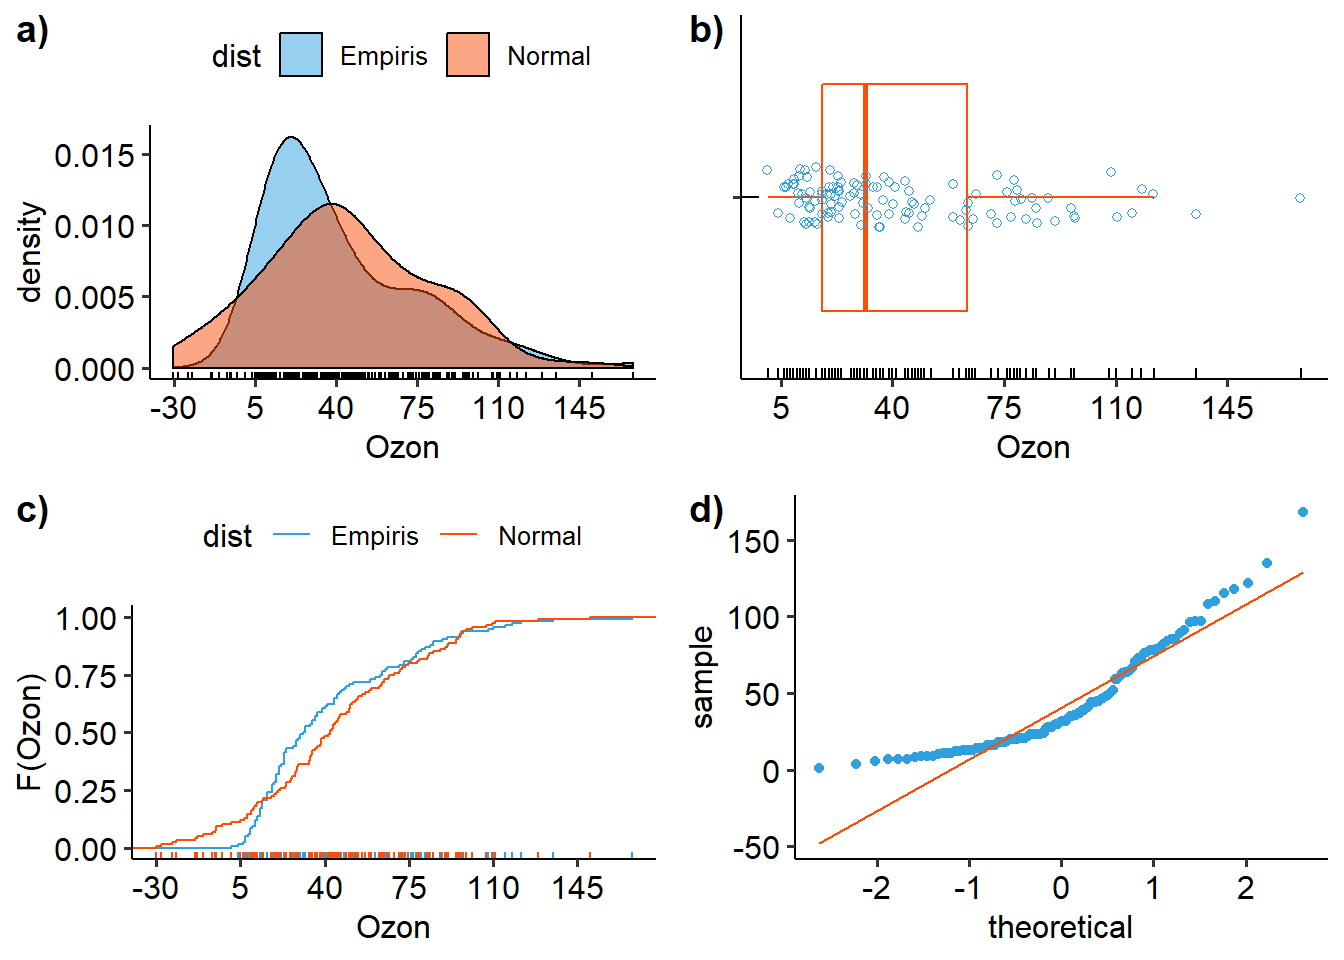 a)
dist Empiris Normal
0.015
0.010
0.005
0.000
density
-30 5 40 75 110 145
Ozon
b)
5 40 75 110 145
Ozon
c)
dist Empiris Normal
1.00
0.75
0.50
0.25
0.00
F(Ozon)
-30 5 40 75 110 145
Ozon
d)
150
100
50
0
-50
sample
-2 -1 0 1 2
theoretical